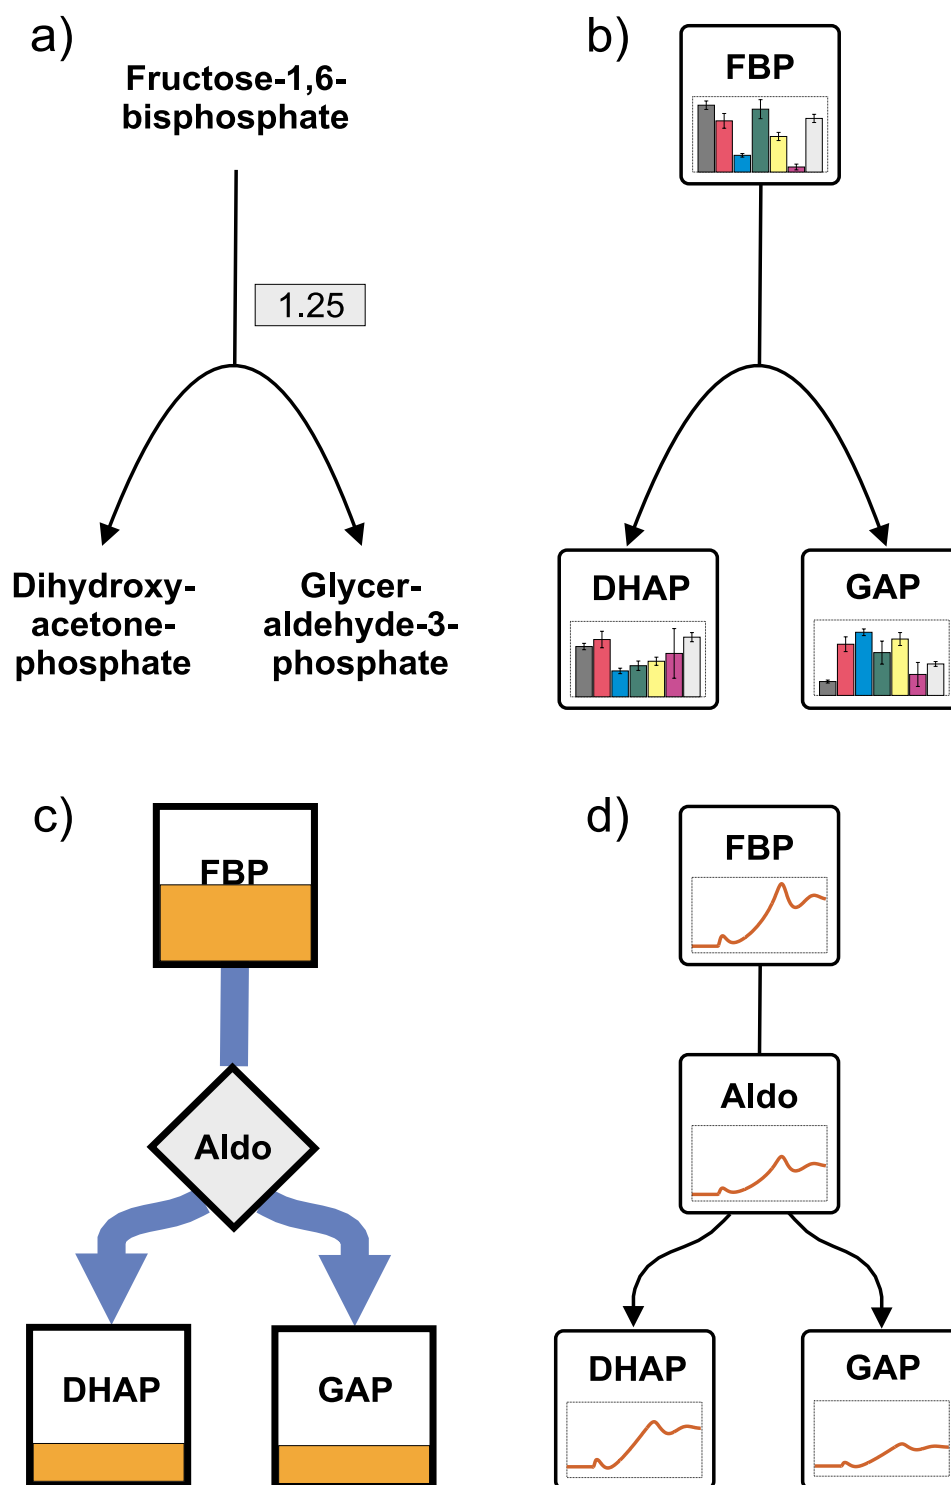 a)
Fructose-1,6-
bisphosphate
1.25
Dihydroxy-
acetone-
phosphate
Glycer-
aldehyde-3-
phosphate
b)
FBP
DHAP
GAP
c)
FBP
Aldo
DHAP
GAP
d)
FBP
Aldo
DHAP
GAP